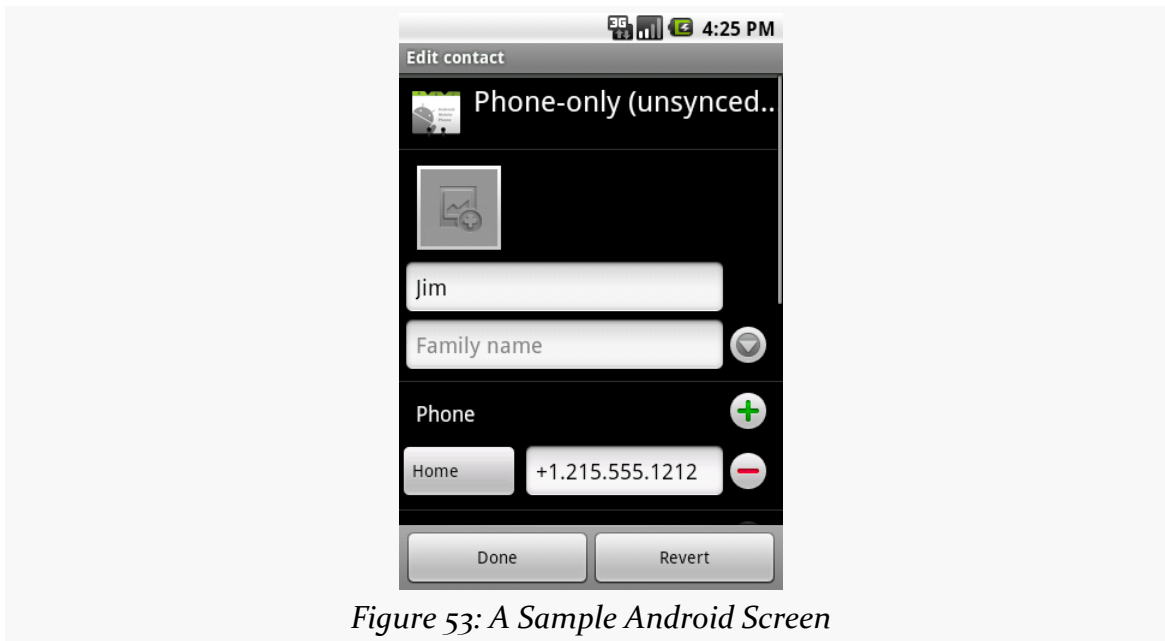 3G 4:25 PM
Edit contact
Phone-only (unsynced..
Jim
Family name
Phone
Home +1.215.555.1212
Done Revert
Figure 53: A Sample Android Screen